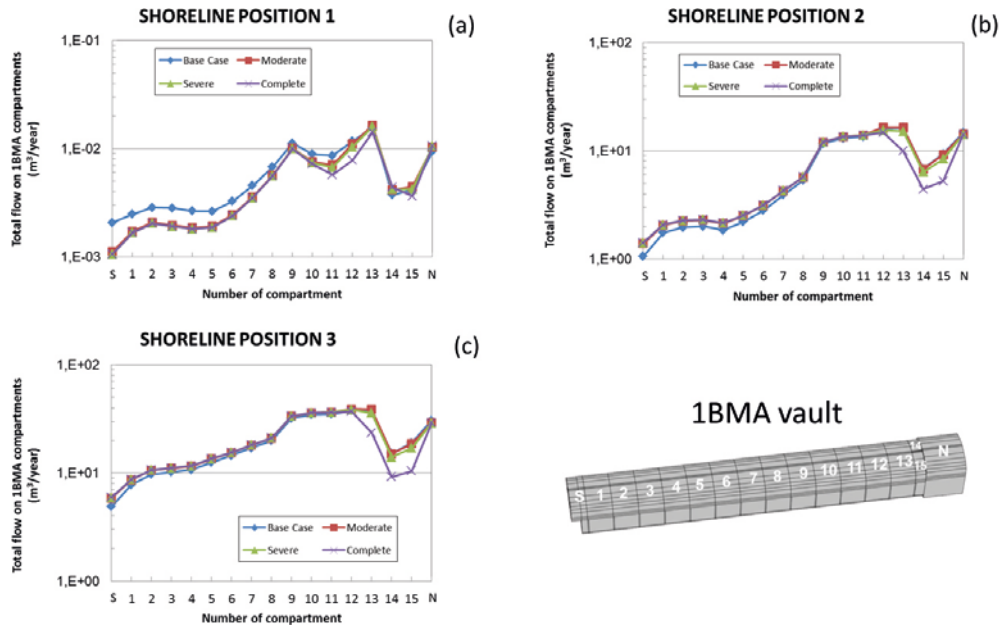 SHORELINE POSITION 1
(a)
Total flow on 1BMA compartments
(m³/year)
1,E-01
1,E-02
1,E-03
Base Case
Moderate
Severe
Complete
S 1 2 3 4 5 6 7 8 9 10 11 12 13 14 15 N
Number of compartment
SHORELINE POSITION 2
(b)
Total flow on 1BMA compartments
(m³/year)
1,E+02
1,E+01
1,E+00
Base Case
Moderate
Severe
Complete
S 1 2 3 4 5 6 7 8 9 10 11 12 13 14 15 N
Number of compartment
SHORELINE POSITION 3
(c)
Total flow on 1BMA compartments
(m³/year)
1,E+02
1,E+01
1,E+00
Base Case
Moderate
Severe
Complete
S 1 2 3 4 5 6 7 8 9 10 11 12 13 14 15 N
Number of compartment
1BMA vault
S 1 2 3 4 5 6 7 8 9 10 11 12 13 14 15 N